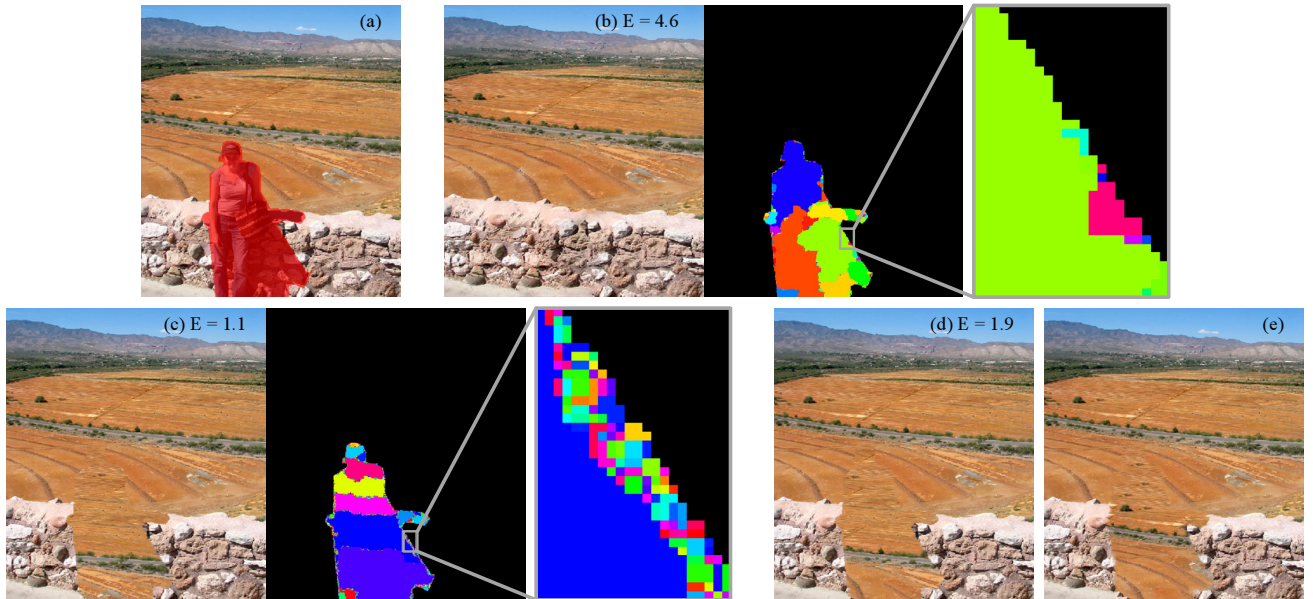 (a)
(b) E = 4.6
(c) E = 1.1
(d) E = 1.9
(e)